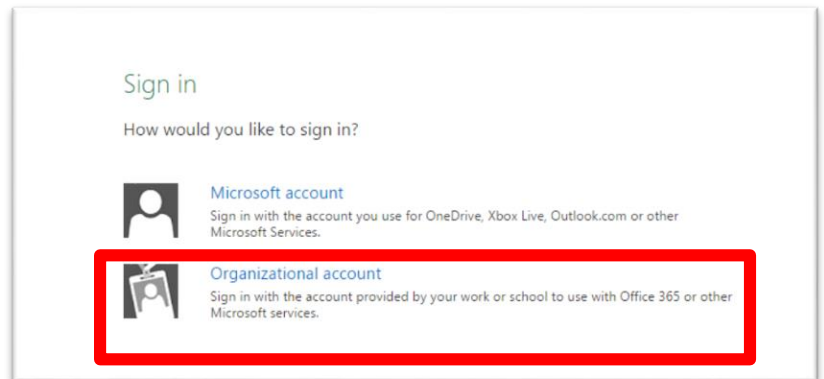 Sign in
How would you like to sign in?
Microsoft account
Sign in with the account you use for OneDrive, Xbox Live, Outlook.com or other
Microsoft Services.
Organizational account
Sign in with the account provided by your work or school to use with Office 365 or other
Microsoft services.